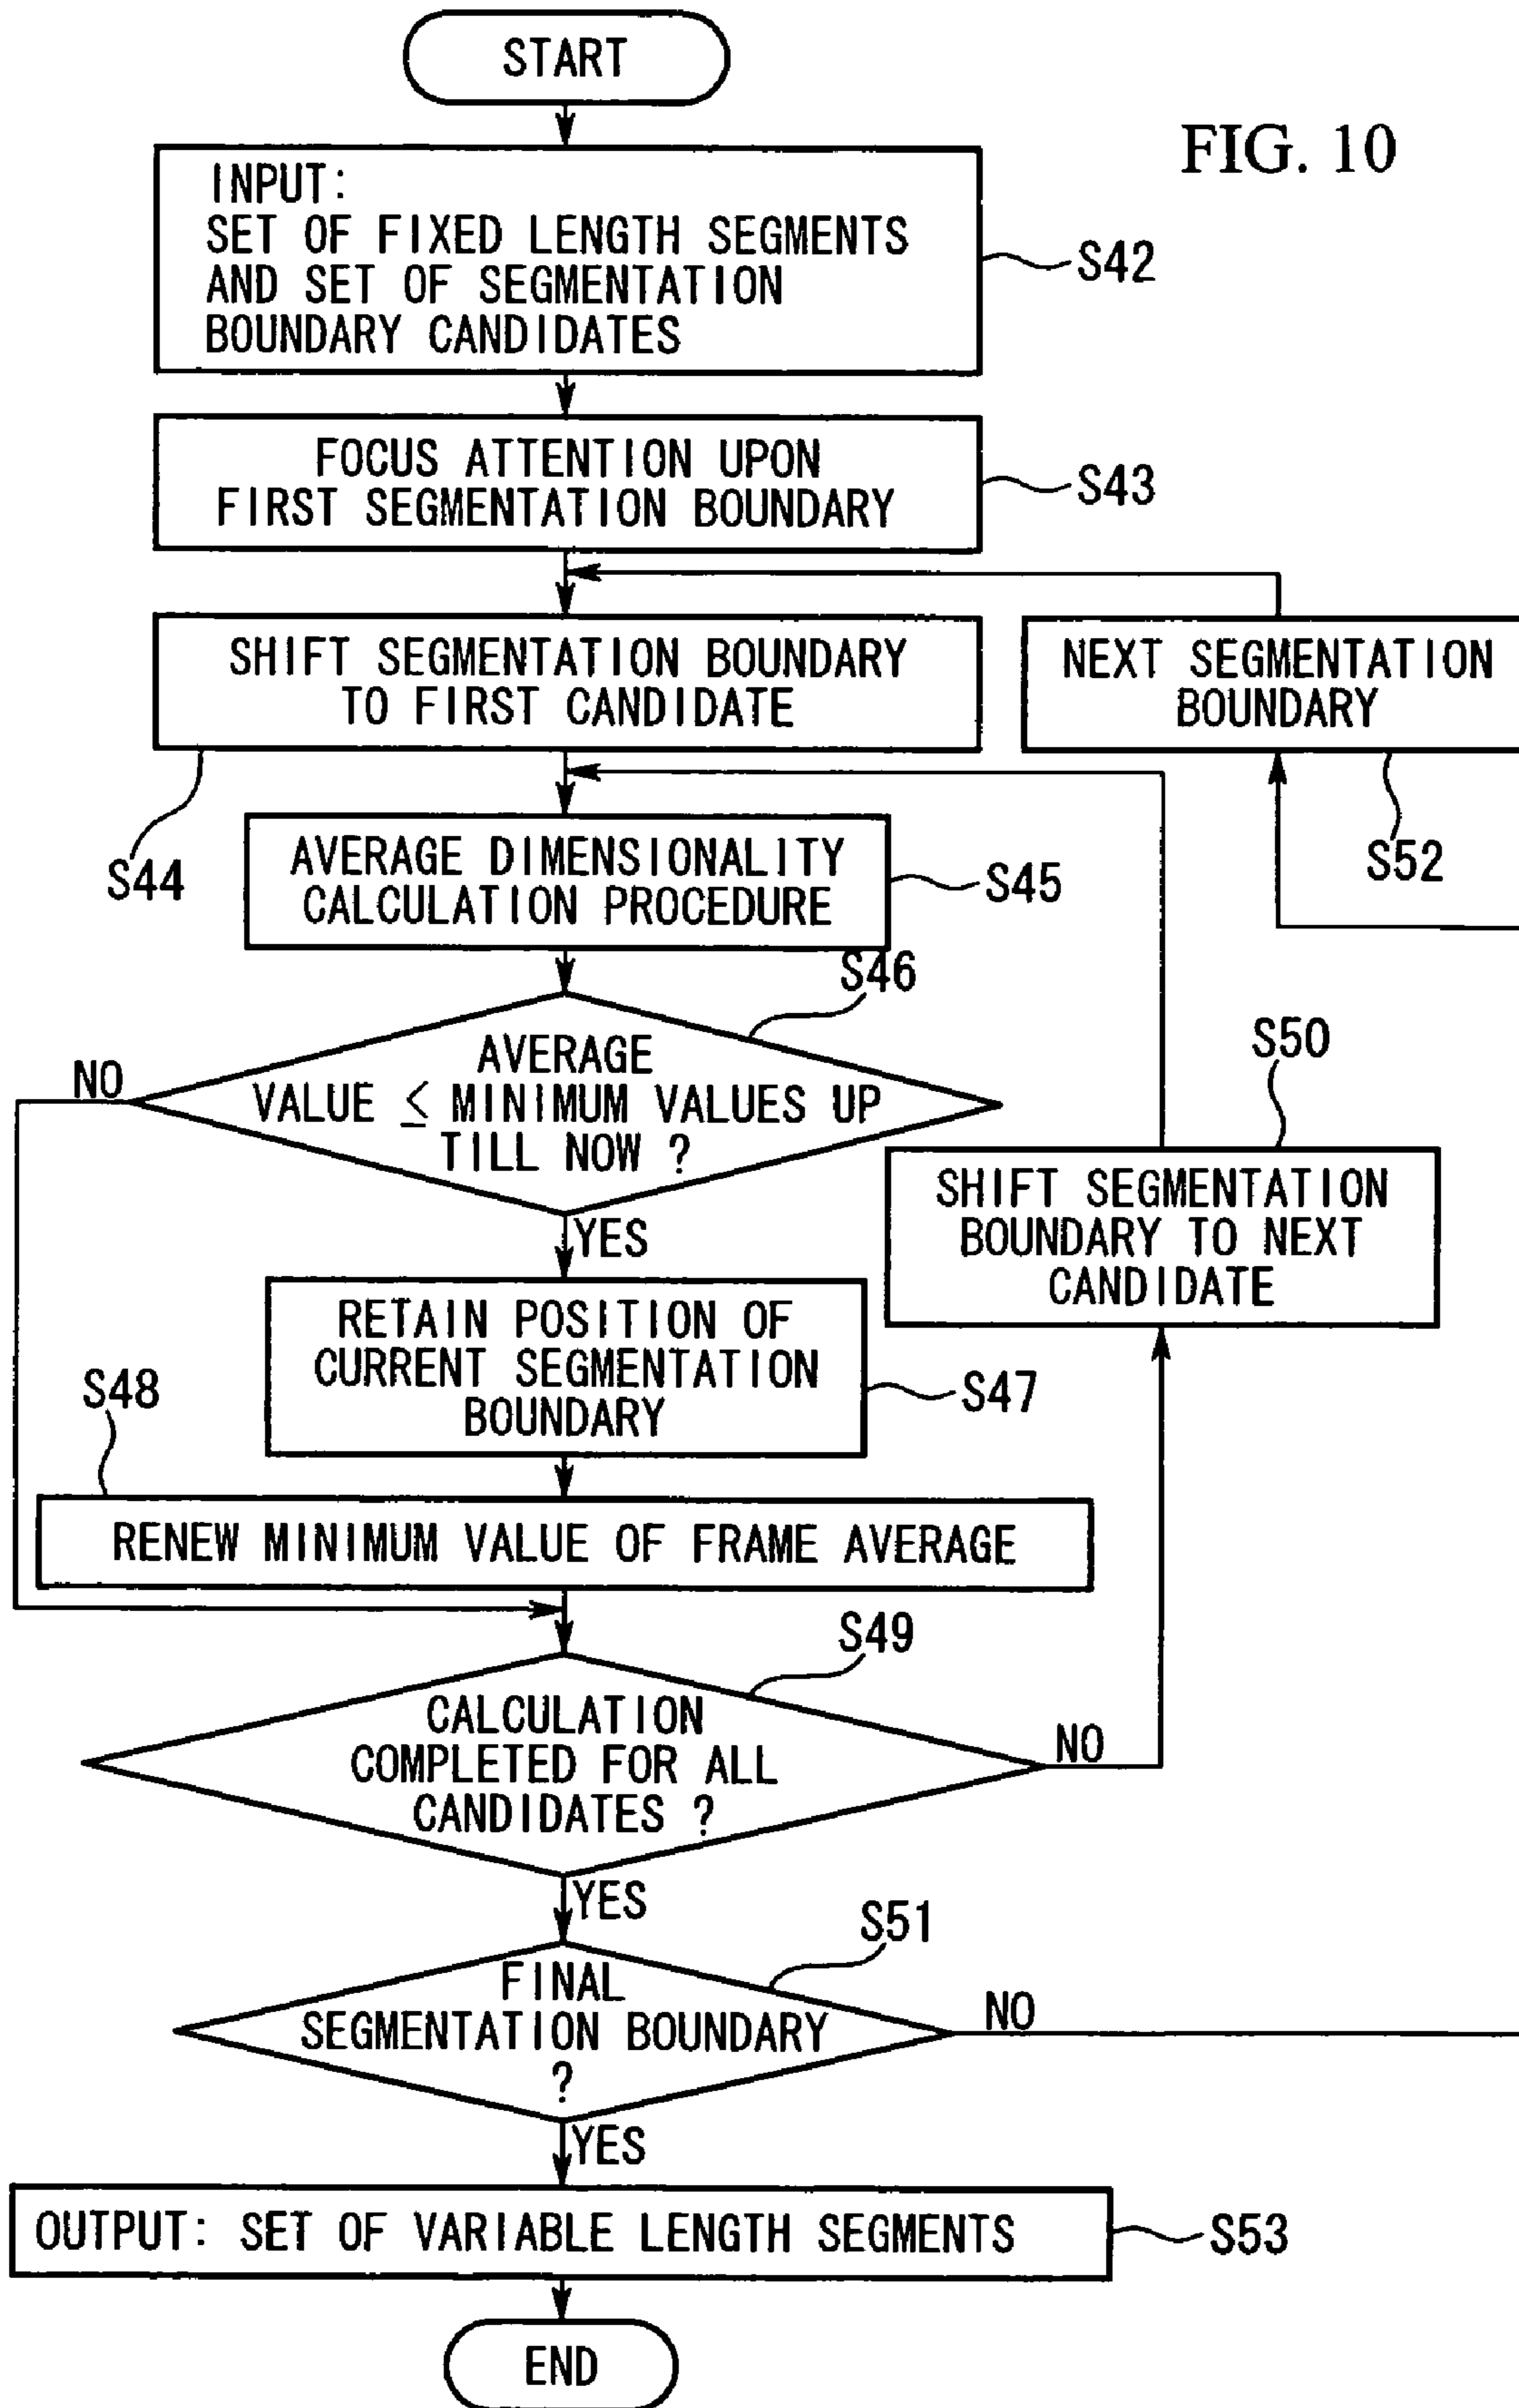 START
FIG. 10
INPUT:
SET OF FIXED LENGTH SEGMENTS
AND SET OF SEGMENTATION
BOUNDARY CANDIDATES
S42
FOCUS ATTENTION UPON
FIRST SEGMENTATION BOUNDARY
S43
SHIFT SEGMENTATION BOUNDARY
TO FIRST CANDIDATE
S44
NEXT SEGMENTATION
BOUNDARY
S52
AVERAGE DIMENSIONALITY
CALCULATION PROCEDURE
S45
S46
AVERAGE
VALUE ≤ MINIMUM VALUES UP
TILL NOW ?
NO
YES
S50
SHIFT SEGMENTATION
BOUNDARY TO NEXT
CANDIDATE
RETAIN POSITION OF
CURRENT SEGMENTATION
BOUNDARY
S47
S48
RENEW MINIMUM VALUE OF FRAME AVERAGE
S49
CALCULATION
COMPLETED FOR ALL
CANDIDATES ?
NO
YES
S51
FINAL
SEGMENTATION BOUNDARY
?
NO
YES
OUTPUT: SET OF VARIABLE LENGTH SEGMENTS
S53
END